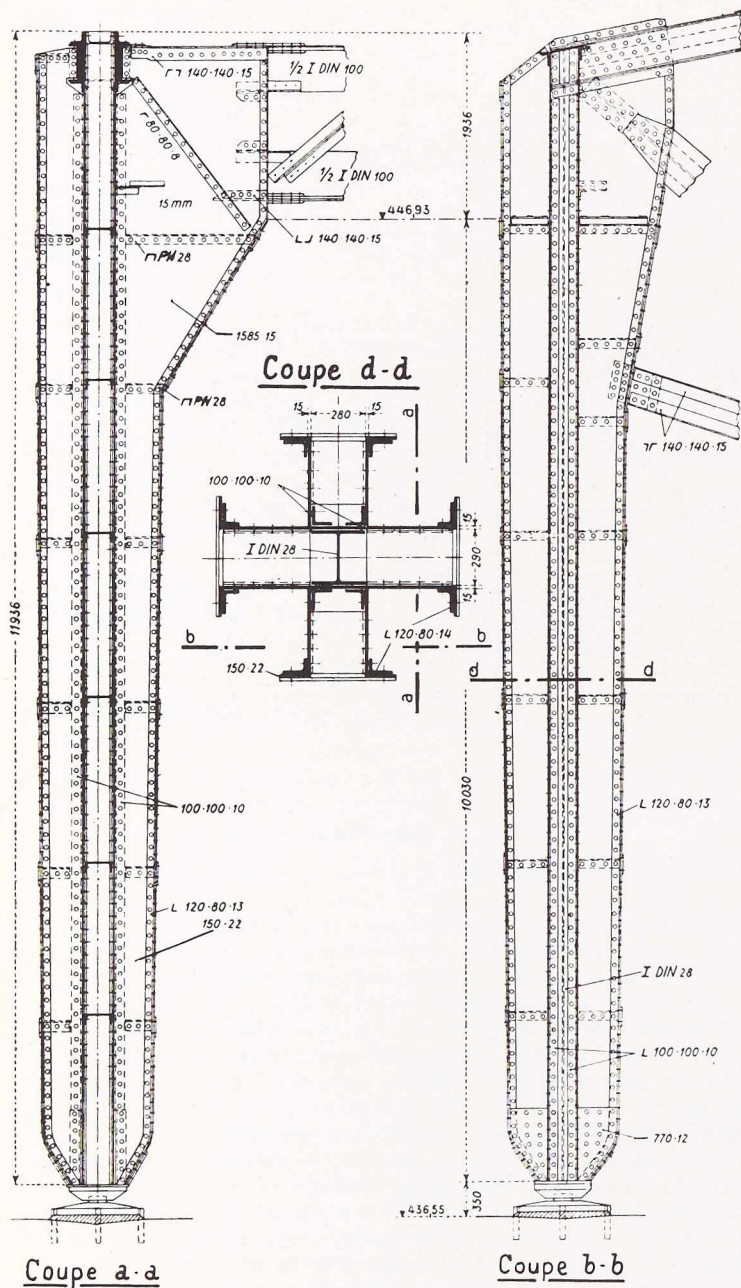 ⅂⅂ 140·140·15
½ I DIN 100
Γ 80·80·8
15 mm
½ I DIN 100
446,93
140·140·15
PN 28
1585·15
PN 28
11936
1936
10030
Coupe d-d
15
280
15
a
100·100·10
15
I DIN 28
290
15
b
b
L 120·80·14
150·22
a
140·140·15
d
d
100·100·10
L 120·80·13
L 120·80·13
150·22
I DIN 28
L 100·100·10
770·12
436,55
350
Coupe a-a
Coupe b-b